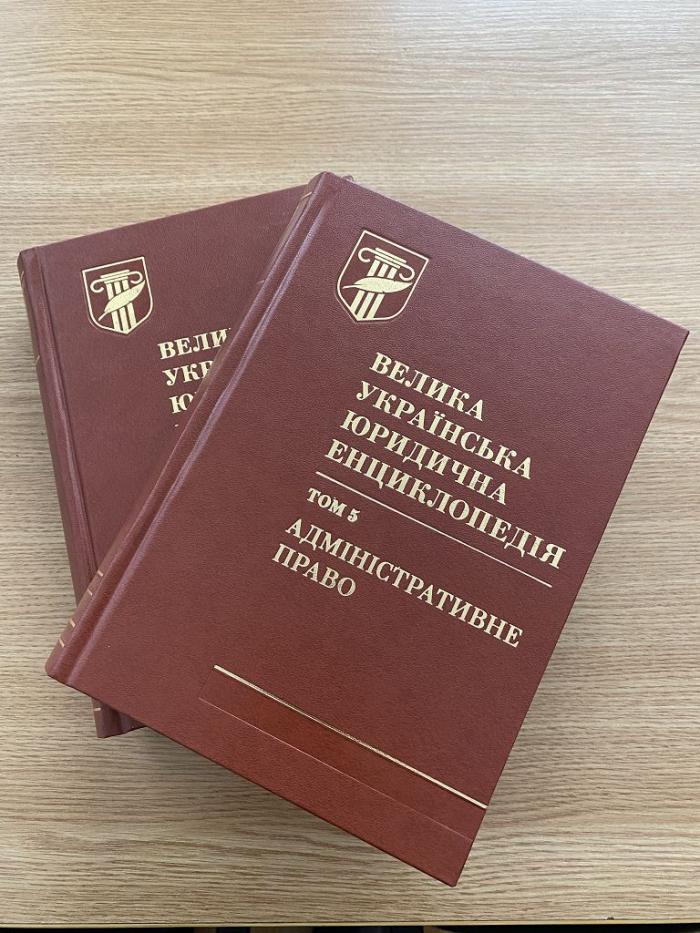 ВЕЛИКА
УКРАЇНСЬКА
ЮРИДИЧНА
ЕНЦИКЛОПЕДІЯ
ТОМ 5
АДМІНІСТРАТИВНЕ
ПРАВО